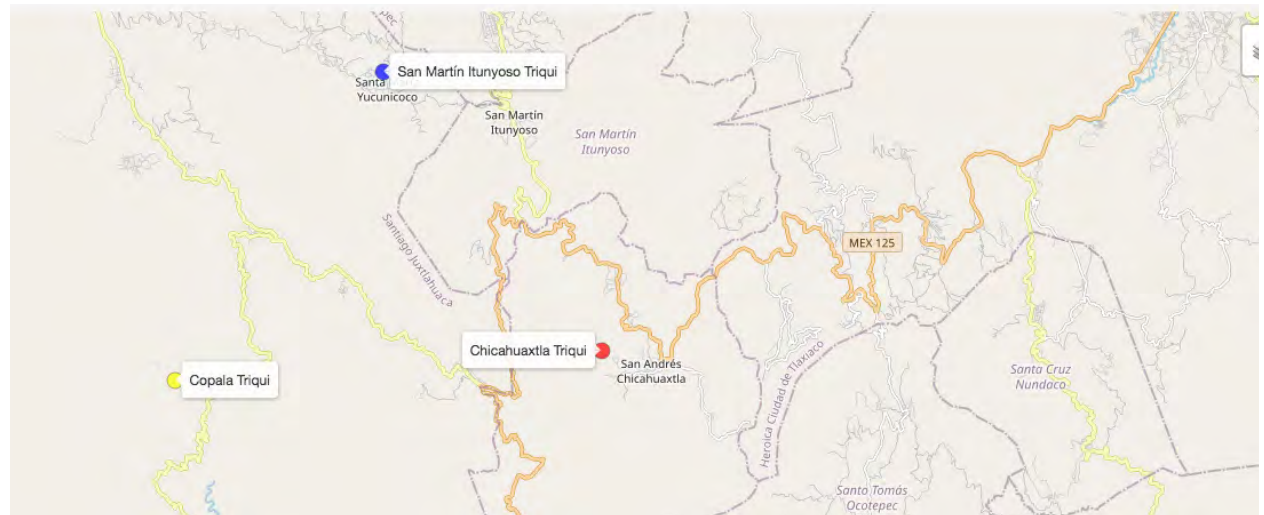 pec
San Martín Itunyoso Triqui
Santa
Yucunicoco
San Martín
Itunyoso
San Martín
Itunyoso
Santiago Juxtlahuaca
MEX 125
Chicahuaxtla Triqui
San Andrés
Chicahuaxtla
Copala Triqui
Heroica Ciudad de Tlaxiaco
Santa Cruz
Nundaco
Santo Tomás
Ocotepec